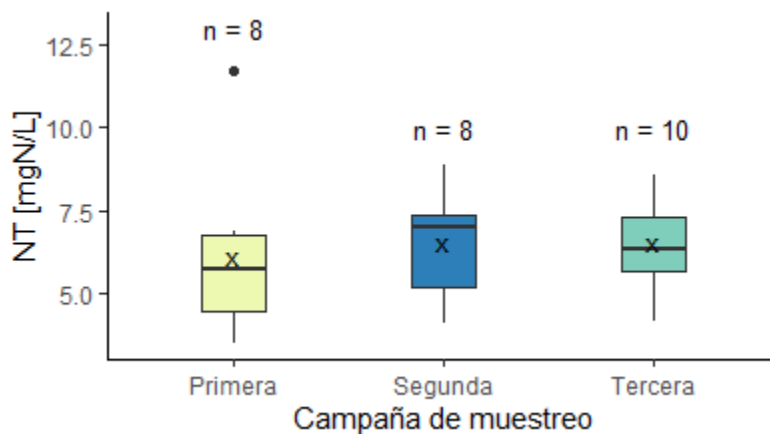 n = 8
n = 8
n = 10
NT [mgN/L]
12.5
10.0
7.5
5.0
x
x
x
Primera
Segunda
Tercera
Campaña de muestreo